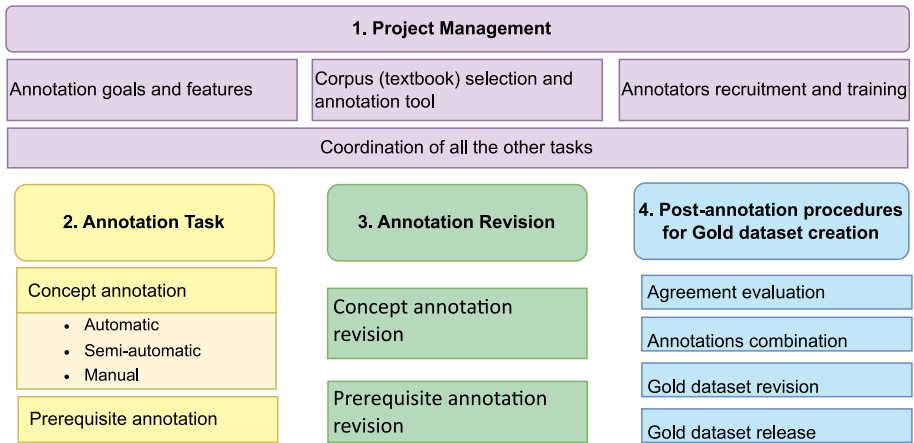 1. Project Management
Annotation goals and features
Corpus (textbook) selection and
annotation tool
Annotators recruitment and training
Coordination of all the other tasks
2. Annotation Task
Concept annotation
• Automatic
• Semi-automatic
• Manual
Prerequisite annotation
3. Annotation Revision
Concept annotation
revision
Prerequisite annotation
revision
4. Post-annotation procedures
for Gold dataset creation
Agreement evaluation
Annotations combination
Gold dataset revision
Gold dataset release